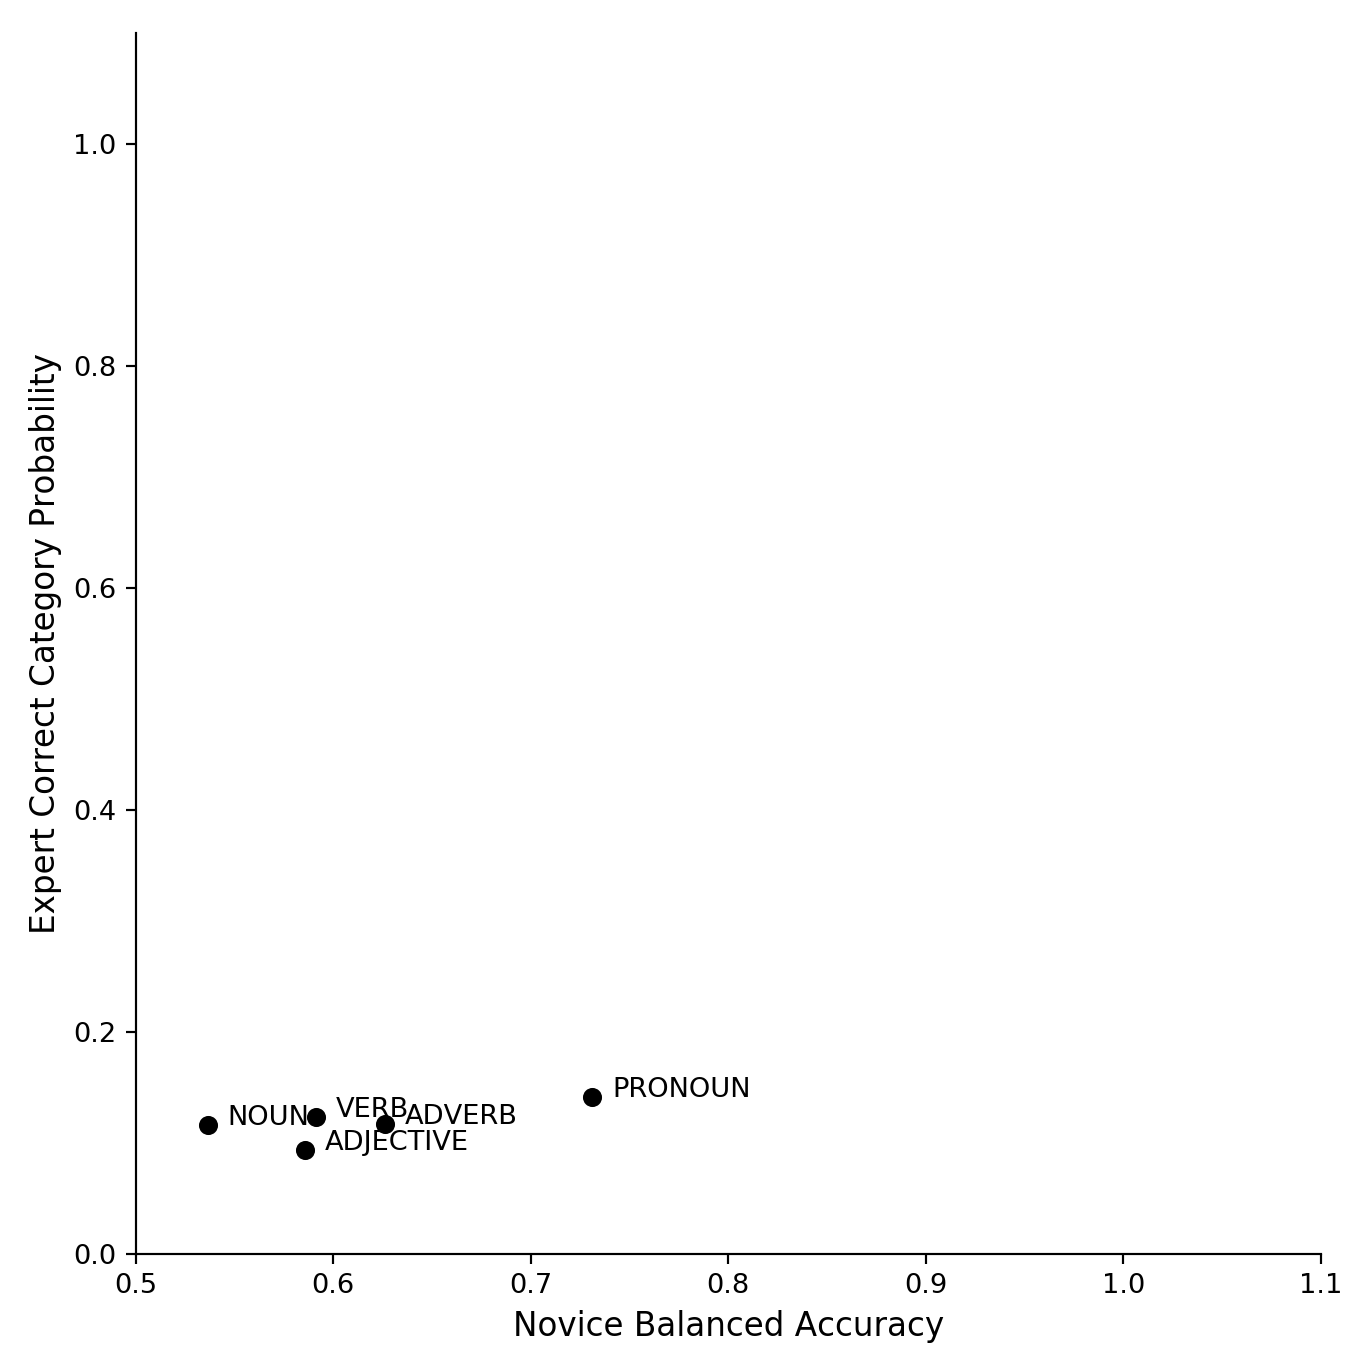 Expert Correct Category Probability
1.0
0.8
0.6
0.4
0.2
0.0
PRONOUN
VERB
NOUN
ADVERB
ADJECTIVE
0.5 0.6 0.7 0.8 0.9 1.0 1.1
Novice Balanced Accuracy